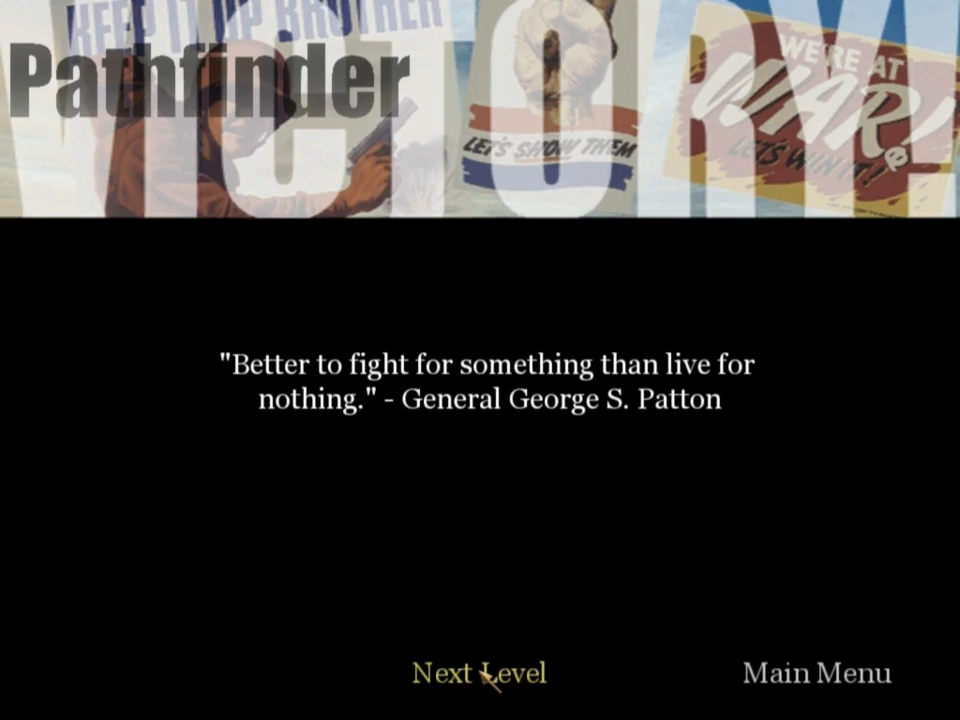 KEEP IT UP BROTHER
VICTORY!
Pathfinder
WE'RE AT
WAR!
LET'S SHOW THEM
LET'S WIN IT!
"Better to fight for something than live for
nothing." - General George S. Patton
Next Level
Main Menu